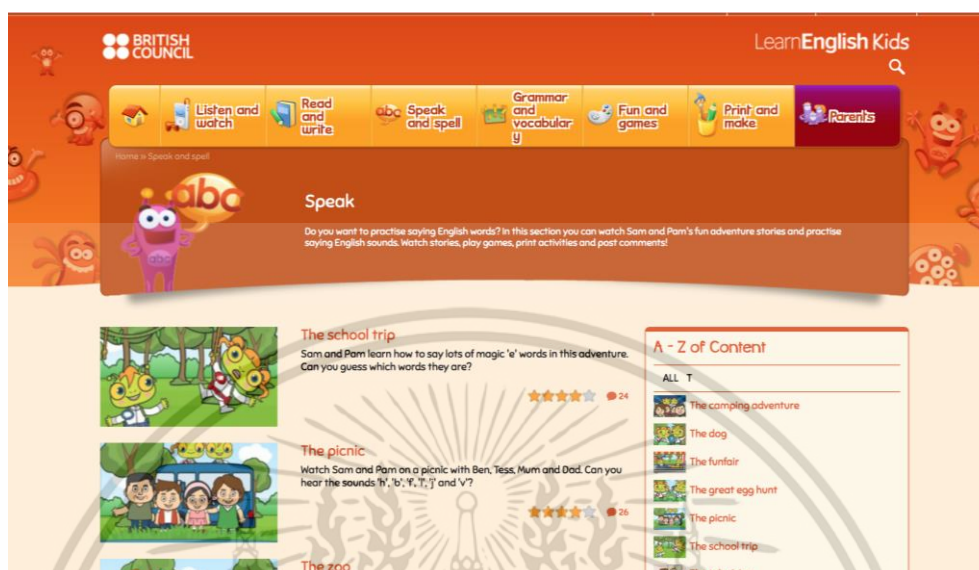 BRITISH
COUNCIL
LearnEnglish Kids
Listen and
watch
Read
and
write
abc
Speak
and spell
Grammar
and
vocabular
y
Fun and
games
Print and
make
Parents
Home » Speak and spell
abc
abc
Speak
Do you want to practise saying English words? In this section you can watch Sam and Pam's fun adventure stories and practise
saying English sounds. Watch stories, play games, print activities and post comments!
The school trip
Sam and Pam learn how to say lots of magic 'e' words in this adventure.
Can you guess which words they are?
24
The picnic
Watch Sam and Pam on a picnic with Ben, Tess, Mum and Dad. Can you
hear the sounds 'h', 'b', 'f', 'l', 'j' and 'v'?
26
The zoo
A - Z of Content
ALL T
The camping adventure
The dog
The funfair
The great egg hunt
The picnic
The school trip